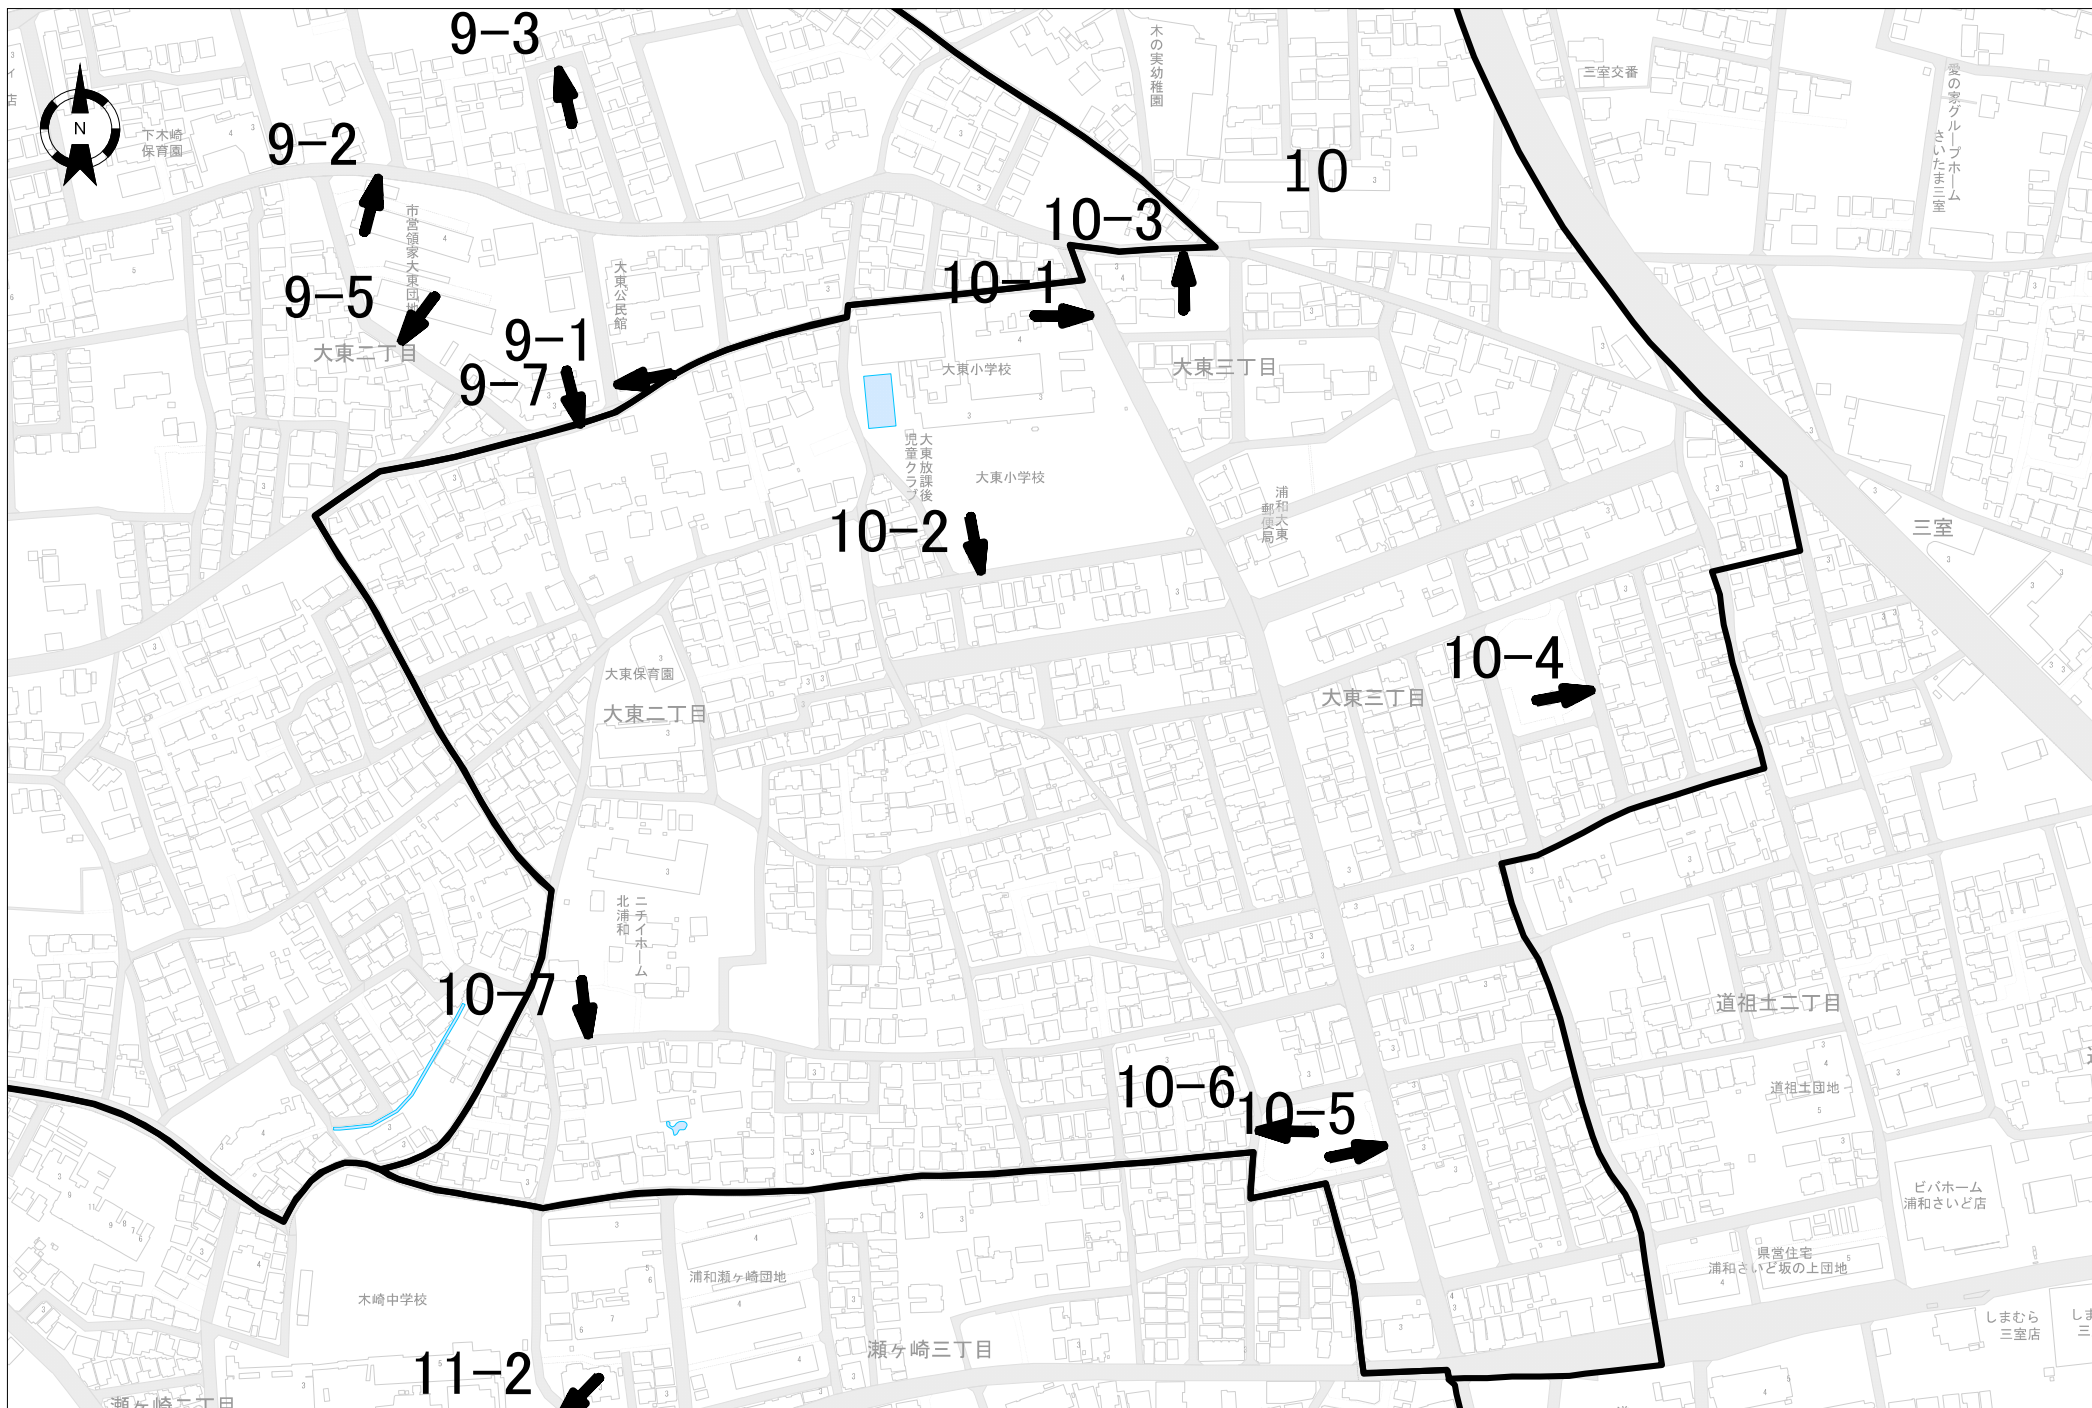 9-3
木の実幼稚園
三室交番
愛の家グループホーム
さいたま三室
N
下木崎
保育園
9-2
10
10-3
市営領家大東団地
大東公民館
10-1
9-5
9-1
大東二丁目
9-7
大東小学校
大東三丁目
大東放課後
児童クラブ
大東小学校
浦和大東
郵便局
10-2
三室
10-4
大東保育園
大東二丁目
大東三丁目
ニチイホーム
北浦和
10-7
道祖土二丁目
10-6
10-5
道祖土団地
ビバホーム
浦和さいど店
県営住宅
浦和さいど坂の上団地
浦和瀬ヶ崎団地
木崎中学校
しまむら
三室店
瀬ヶ崎三丁目
11-2
瀬ヶ崎二丁目